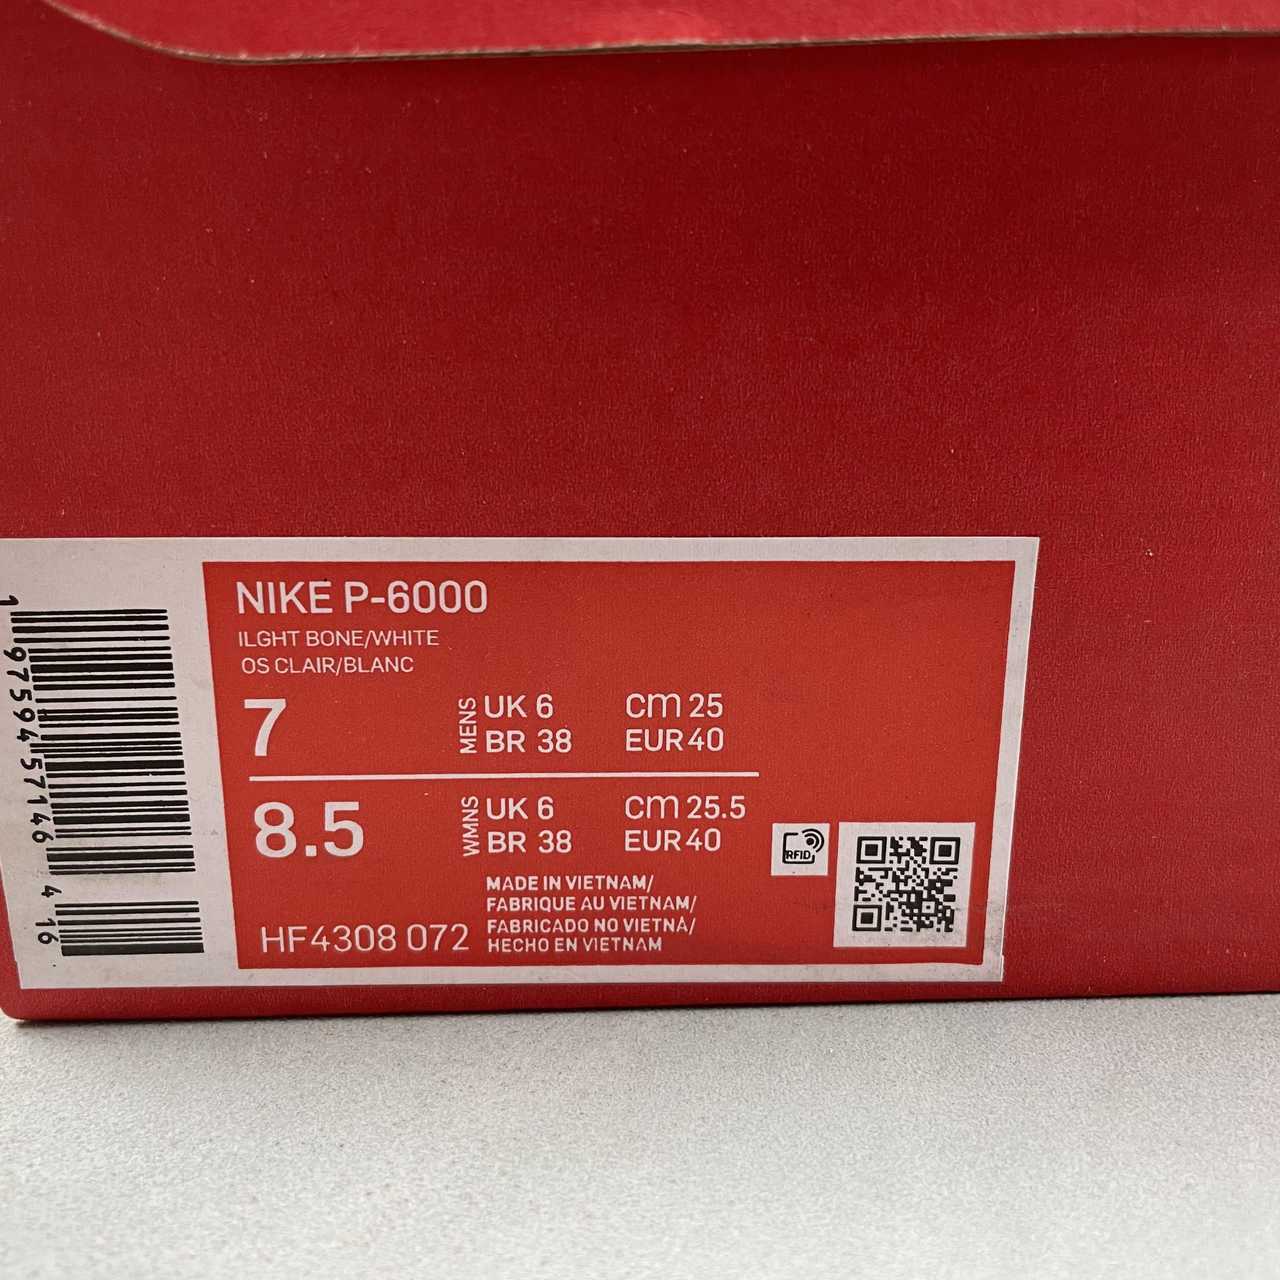 NIKE P-6000
ILGHT BONE/WHITE
OS CLAIR/BLANC
7
MENS
UK 6
CM 25
BR 38
EUR 40
8.5
WMNS
UK 6
CM 25.5
BR 38
EUR 40
RFID
MADE IN VIETNAM/
FABRIQUE AU VIETNAM/
FABRICADO NO VIETNÃ/
HECHO EN VIETNAM
HF4308 072
1 97594 57146 4 16